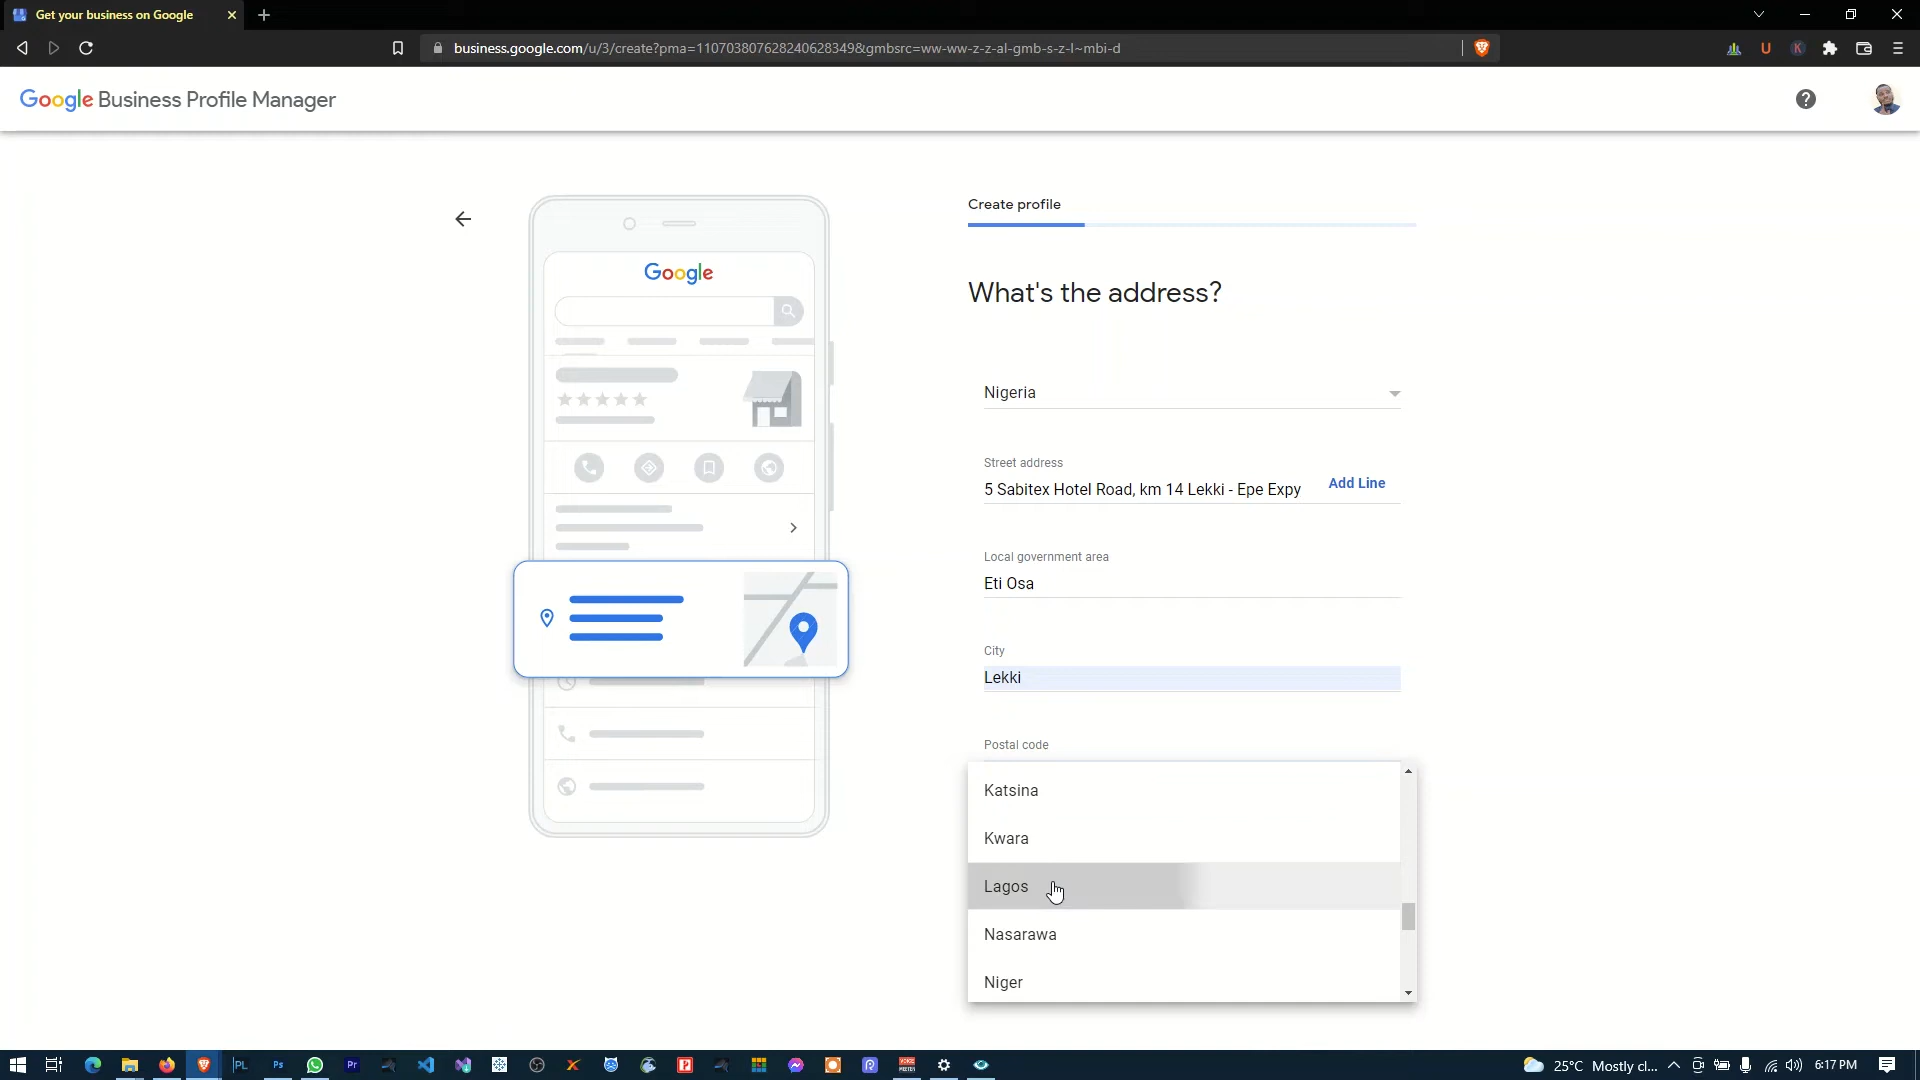 Get your business on Google
business.google.com/u/3/create?pma=11070380762824062834​9&gmbsrc=ww-ww-z-z-al-gmb-s-z-l~mbi-d
U
K
Google Business Profile Manager
?
Create profile
Google
What's the address?
Nigeria
Street address
5 Sabitex Hotel Road, km 14 Lekki - Epe Expy
Add Line
Local government area
Eti Osa
City
Lekki
Postal code
Katsina
Kwara
Lagos
Nasarawa
Niger
PL
Ps
Pr
25°C Mostly cl...
6:17 PM